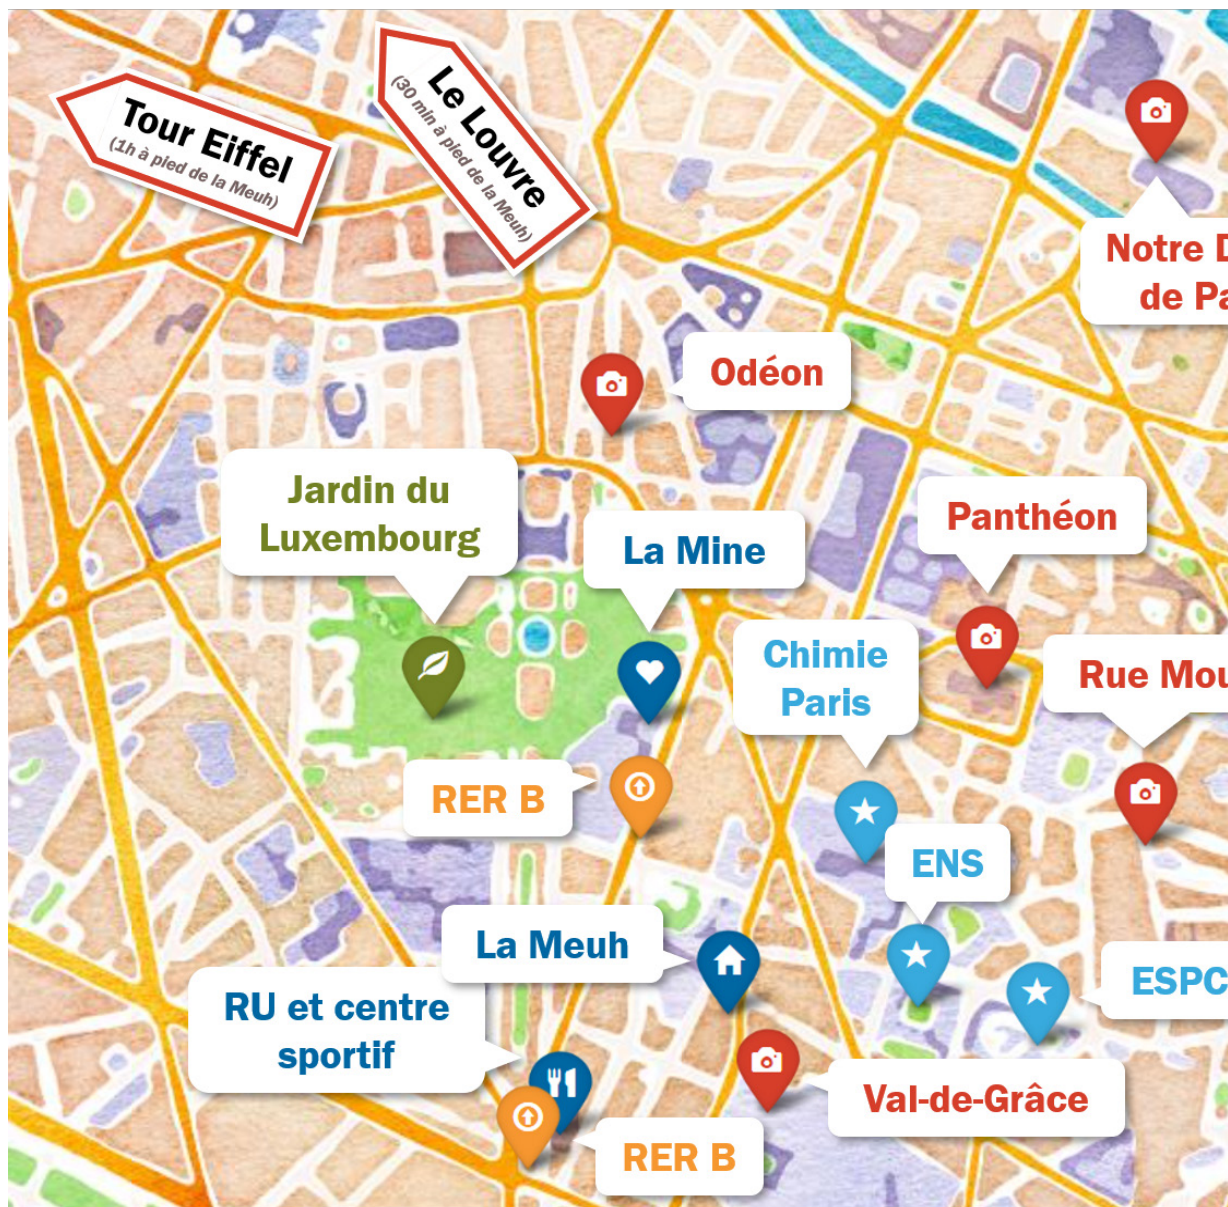 Tour Eiffel
(1h à pied de la Meuh)
Le Louvre
(30 min à pied de la Meuh)
Notre
de
Odéon
Jardin du
Luxembourg
La Mine
Panthéon
Chimie
Paris
Rue
RER B
ENS
La Meuh
ESPC
RU et centre
sportif
Val-de-Grâce
RER B